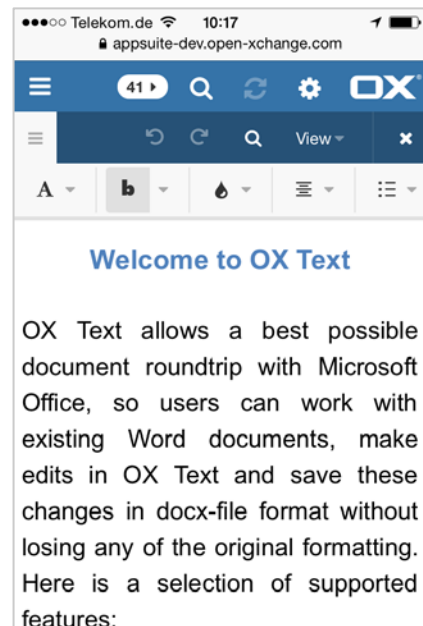 Telekom.de 10:17
appsuite-dev.open-xchange.com
41 OX
View
A b
Welcome to OX Text
OX Text allows a best possible
document roundtrip with Microsoft
Office, so users can work with
existing Word documents, make
edits in OX Text and save these
changes in docx-file format without
losing any of the original formatting.
Here is a selection of supported
features: